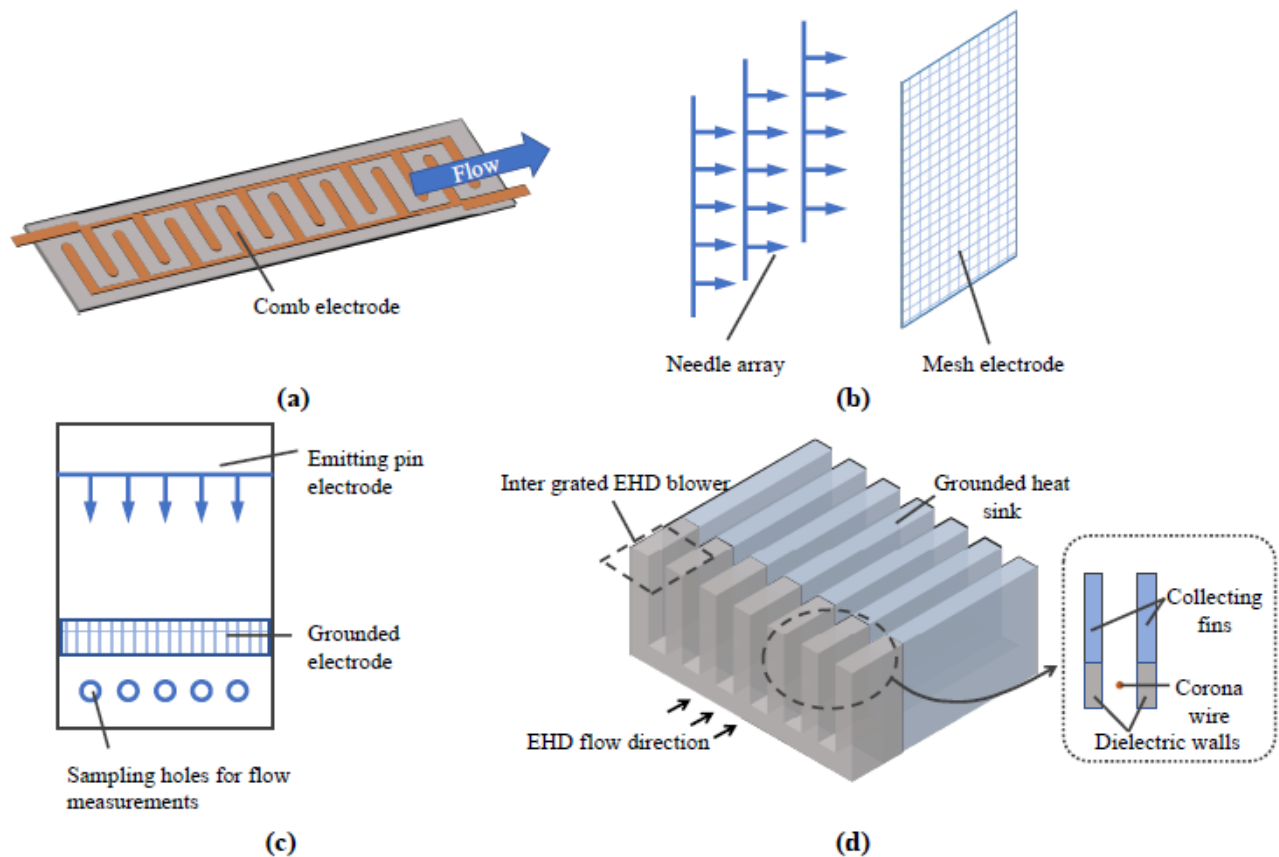 Flow
Comb electrode
(a)
Needle array
Mesh electrode
(b)
Emitting pin
electrode
Grounded
electrode
Sampling holes for flow
measurements
(c)
Inter grated EHD blower
Grounded heat
sink
EHD flow direction
Collecting
fins
Corona
wire
Dielectric walls
(d)